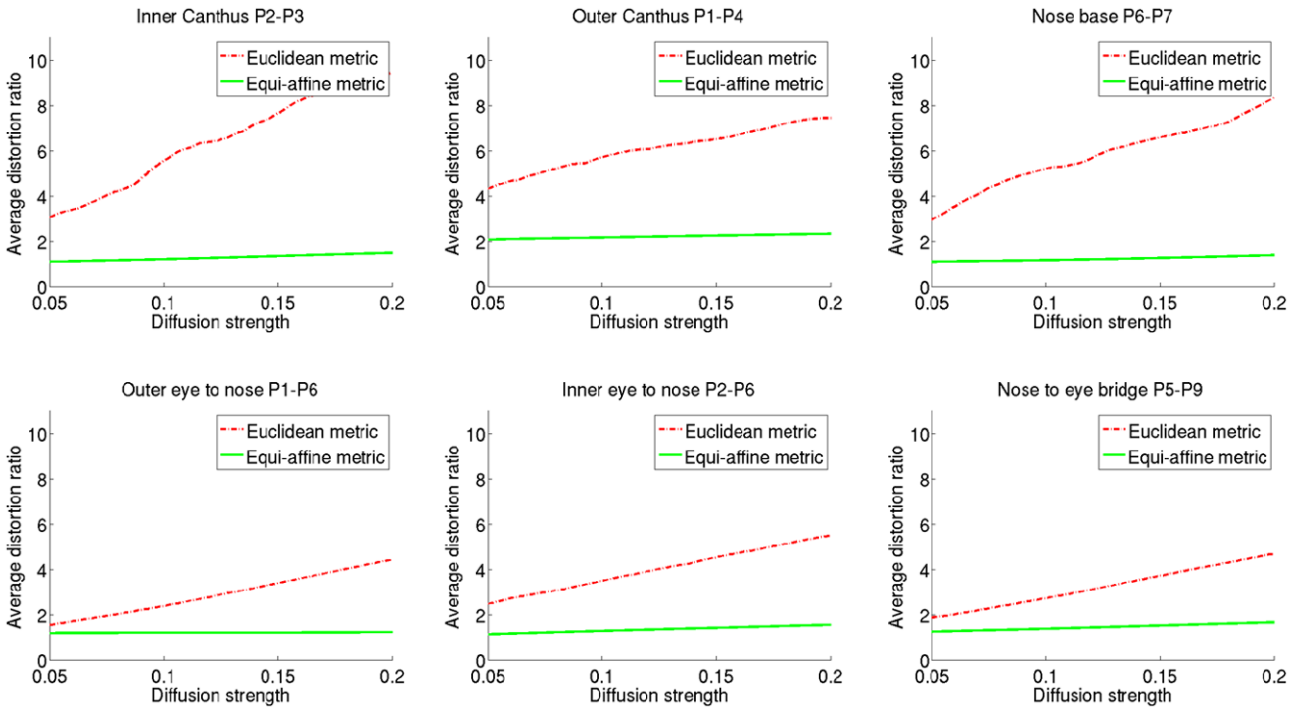 Inner Canthus P2-P3
Average distortion ratio
10
8
6
4
2
0
Euclidean metric
Equi-affine metric
0.05 0.1 0.15 0.2
Diffusion strength
Outer Canthus P1-P4
Average distortion ratio
10
8
6
4
2
0
Euclidean metric
Equi-affine metric
0.05 0.1 0.15 0.2
Diffusion strength
Nose base P6-P7
Average distortion ratio
10
8
6
4
2
0
Euclidean metric
Equi-affine metric
0.05 0.1 0.15 0.2
Diffusion strength
Outer eye to nose P1-P6
Average distortion ratio
10
8
6
4
2
0
Euclidean metric
Equi-affine metric
0.05 0.1 0.15 0.2
Diffusion strength
Inner eye to nose P2-P6
Average distortion ratio
10
8
6
4
2
0
Euclidean metric
Equi-affine metric
0.05 0.1 0.15 0.2
Diffusion strength
Nose to eye bridge P5-P9
Average distortion ratio
10
8
6
4
2
0
Euclidean metric
Equi-affine metric
0.05 0.1 0.15 0.2
Diffusion strength